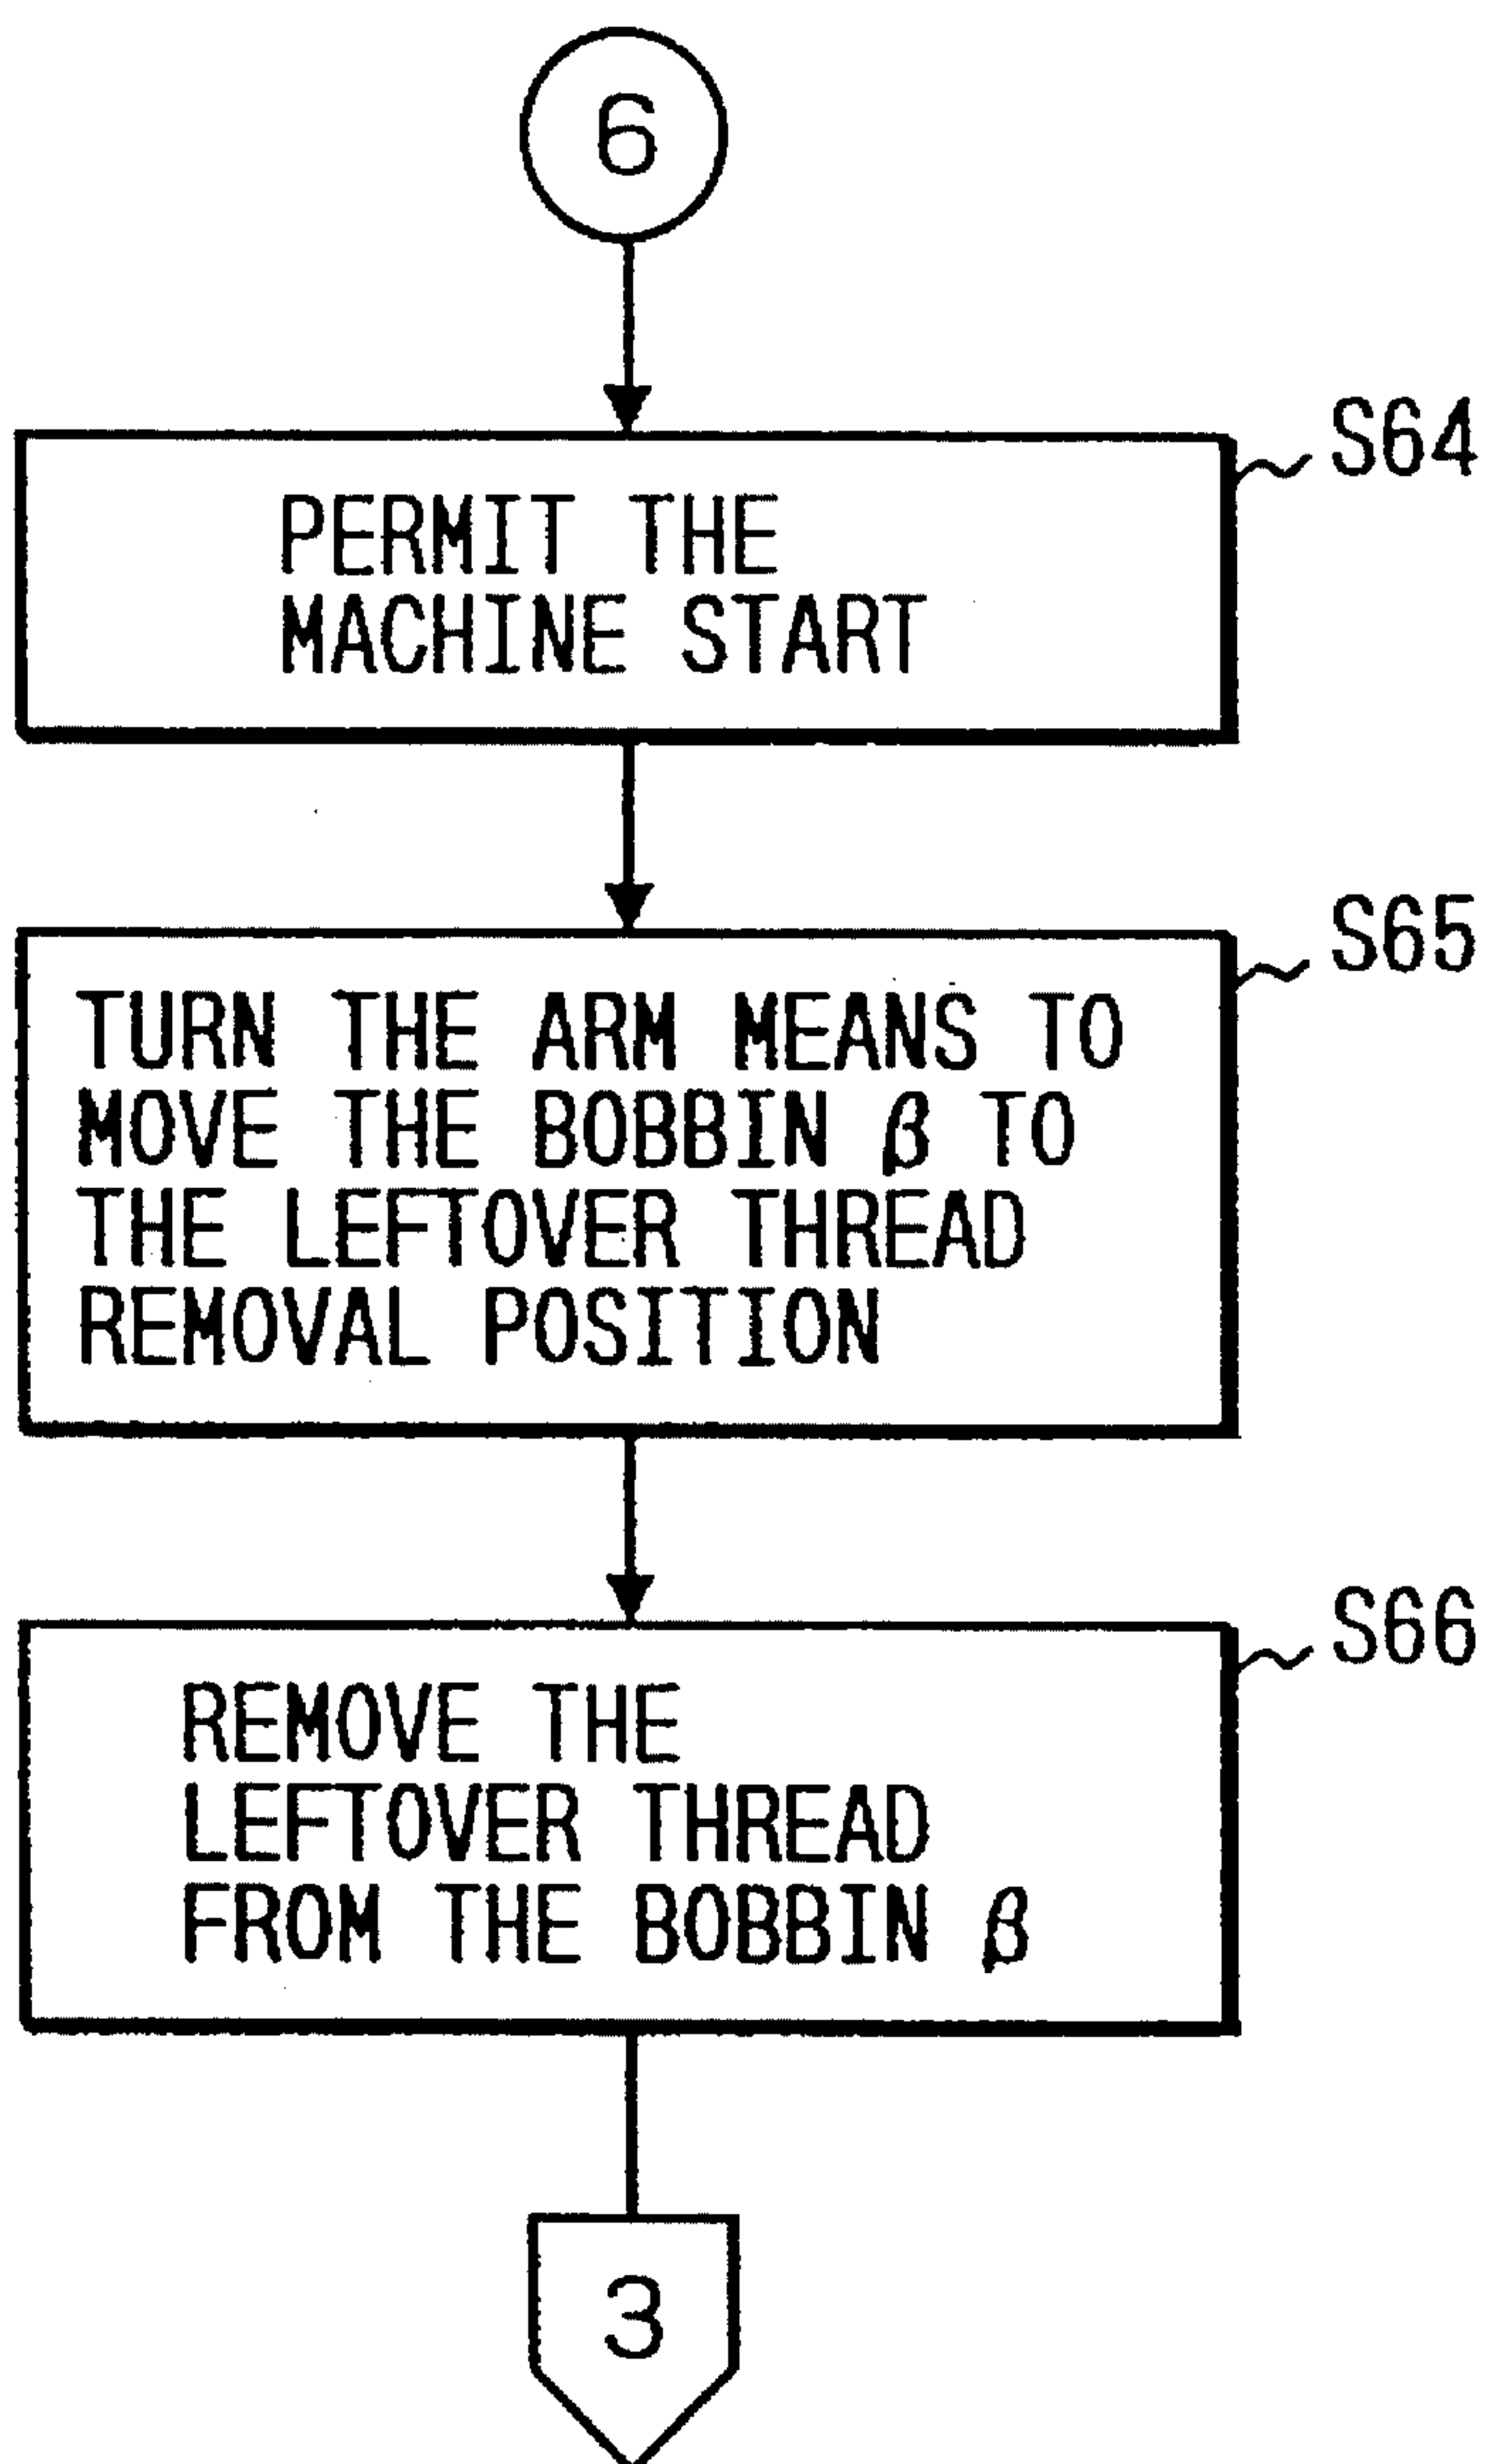 6
S64
PERMIT THE
MACHINE START
S65
TURN THE ARM MEANS TO
MOVE THE BOBBIN β TO
THE LEFTOVER THREAD
REMOVAL POSITION
S66
REMOVE THE
LEFTOVER THREAD
FROM THE BOBBIN β
3